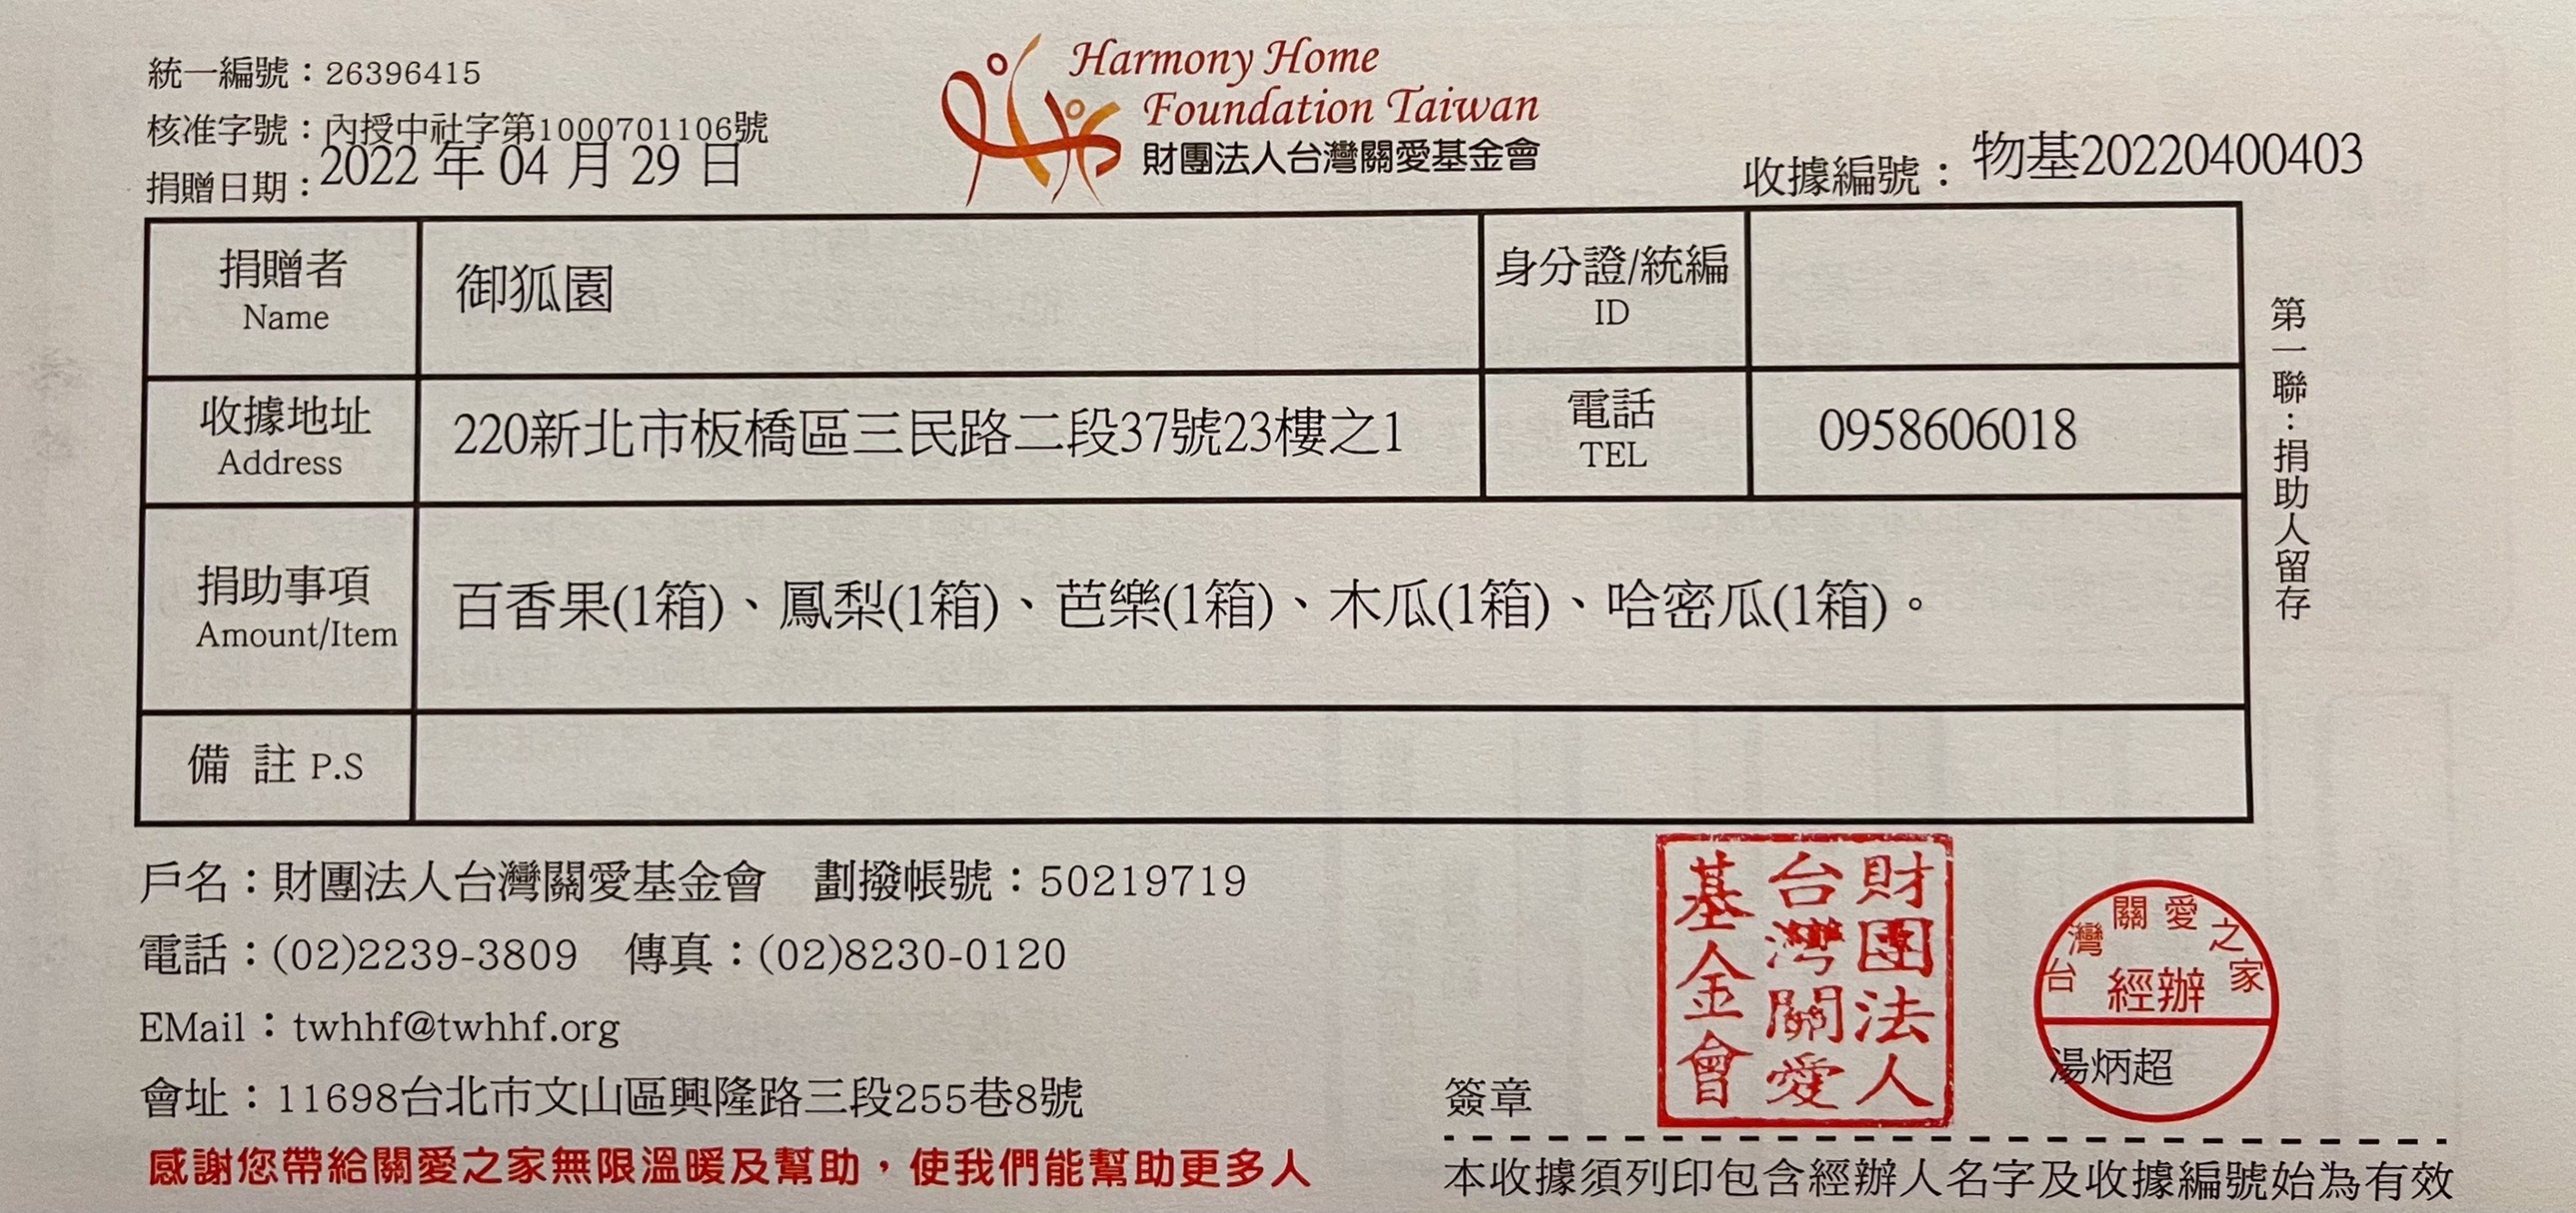 統一編號：26396415
核准字號：內授中社字第1000701106號
捐贈日期：2022 年 04 月 29 日
Harmony Home
Foundation Taiwan
財團法人台灣關愛基金會
收據編號：物基20220400403
捐贈者
Name
御狐園
身分證/統編
ID
收據地址
Address
220新北市板橋區三民路二段37號23樓之1
電話
TEL
0958606018
捐助事項
Amount/Item
百香果(1箱)、鳳梨(1箱)、芭樂(1箱)、木瓜(1箱)、哈密瓜(1箱)。
備 註 P.S
第一聯：捐助人留存
戶名：財團法人台灣關愛基金會 劃撥帳號：50219719
電話：(02)2239-3809 傳真：(02)8230-0120
EMail：twhhf@twhhf.org
會址：11698台北市文山區興隆路三段255巷8號
感謝您帶給關愛之家無限溫暖及幫助，使我們能幫助更多人
簽章
財團法人
台灣關愛
基金會
台灣關愛之家
經辦
湯炳超
本收據須列印包含經辦人名字及收據編號始為有效